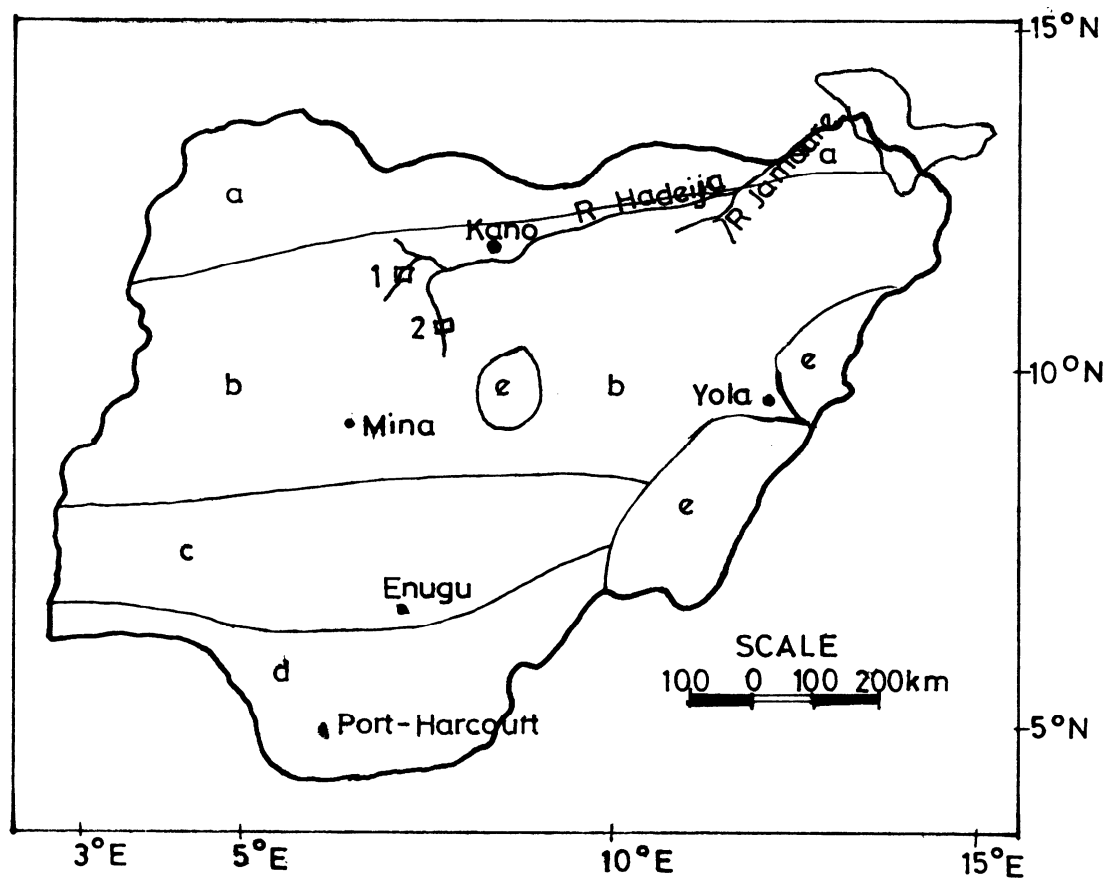 15°N
a
a
R Hadeija
R Jamaare
Kano
1
2
b
e
b
e
10°N
Yola
Mina
e
c
Enugu
SCALE
d
100 0 100 200km
Port-Harcourt
5°N
3°E 5°E 10°E 15°E